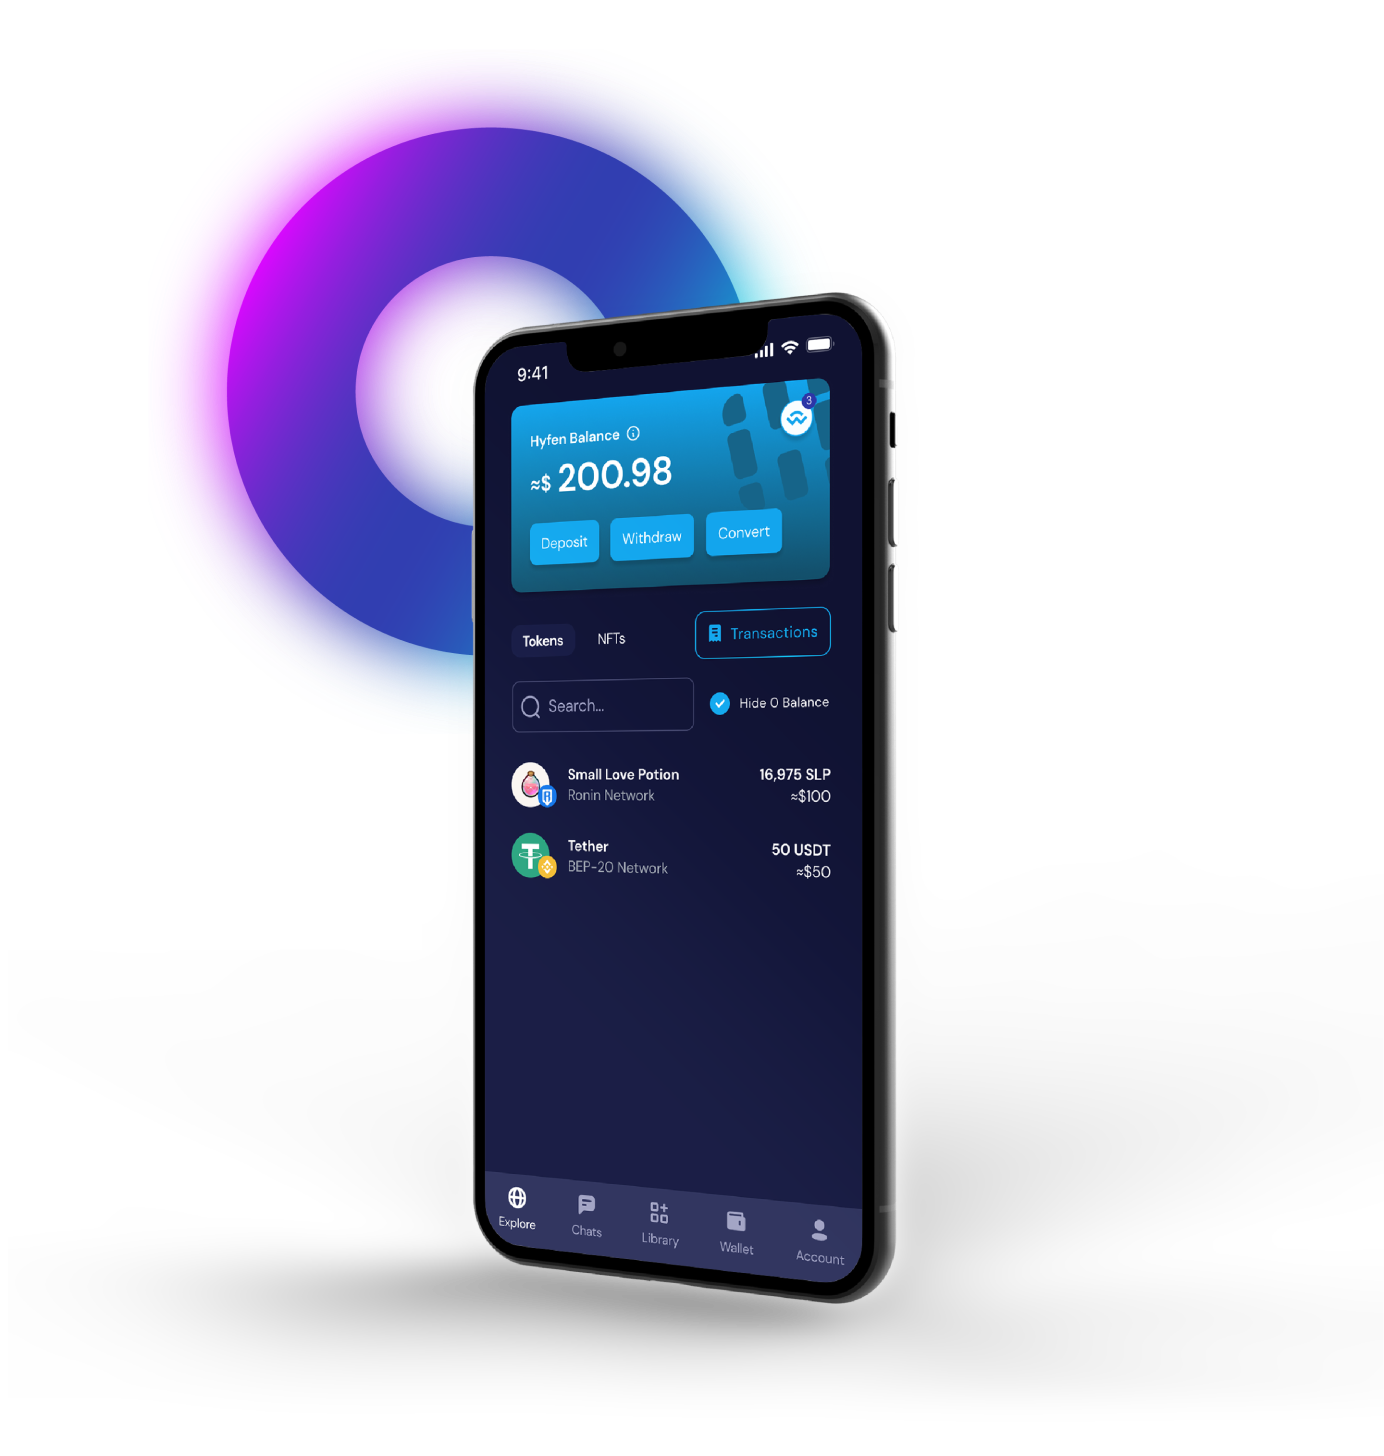 9:41
3
Hyfen Balance
≈$ 200.98
Deposit Withdraw Convert
Tokens NFTs Transactions
Search... Hide 0 Balance
Small Love Potion 16,975 SLP
Ronin Network ≈$100
Tether 50 USDT
BEP-20 Network ≈$50
Explore Chats Library Wallet Account